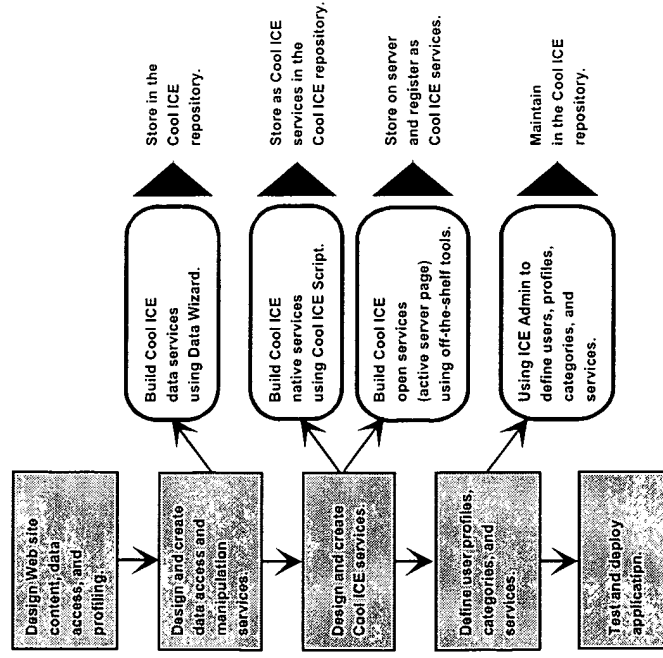 Design Web site
content, data
access, and
profiling.
Design and create
data access and
manipulation
services.
Build Cool ICE
data services
using Data Wizard.
Store in the
Cool ICE
repository.
Design and create
Cool ICE services.
Build Cool ICE
native services
using Cool ICE Script.
Store as Cool ICE
services in the
Cool ICE repository.
Build Cool ICE
open services
(active server page)
using off-the-shelf tools.
Store on server
and register as
Cool ICE services.
Define user profiles,
categories, and
services.
Using ICE Admin to
define users, profiles,
categories, and
services.
Maintain
in the Cool ICE
repository.
Test and deploy
application.